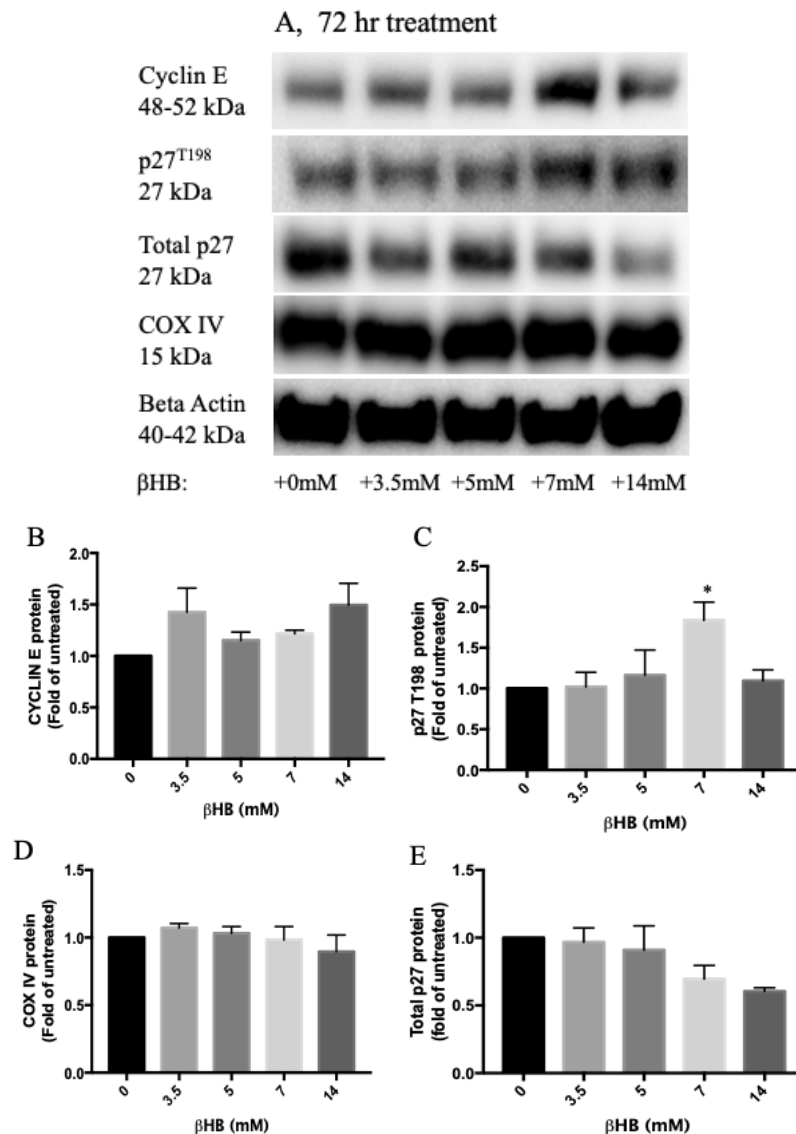 A, 72 hr treatment
Cyclin E
48-52 kDa
p27ᵀ¹⁹⁸
27 kDa
Total p27
27 kDa
COX IV
15 kDa
Beta Actin
40-42 kDa
βHB: +0mM +3.5mM +5mM +7mM +14mM
B
CYCLIN E protein
(Fold of untreated)
2.0
1.5
1.0
0.5
0.0
0 3.5 5 7 14
βHB (mM)
C
p27 T198 protein
(Fold of untreated)
2.5
2.0
1.5
1.0
0.5
0.0
*
0 3.5 5 7 14
βHB (mM)
D
COX IV protein
(Fold of untreated)
1.5
1.0
0.5
0.0
0 3.5 5 7 14
βHB (mM)
E
Total p27 protein
(fold of untreated)
1.5
1.0
0.5
0.0
0 3.5 5 7 14
βHB (mM)